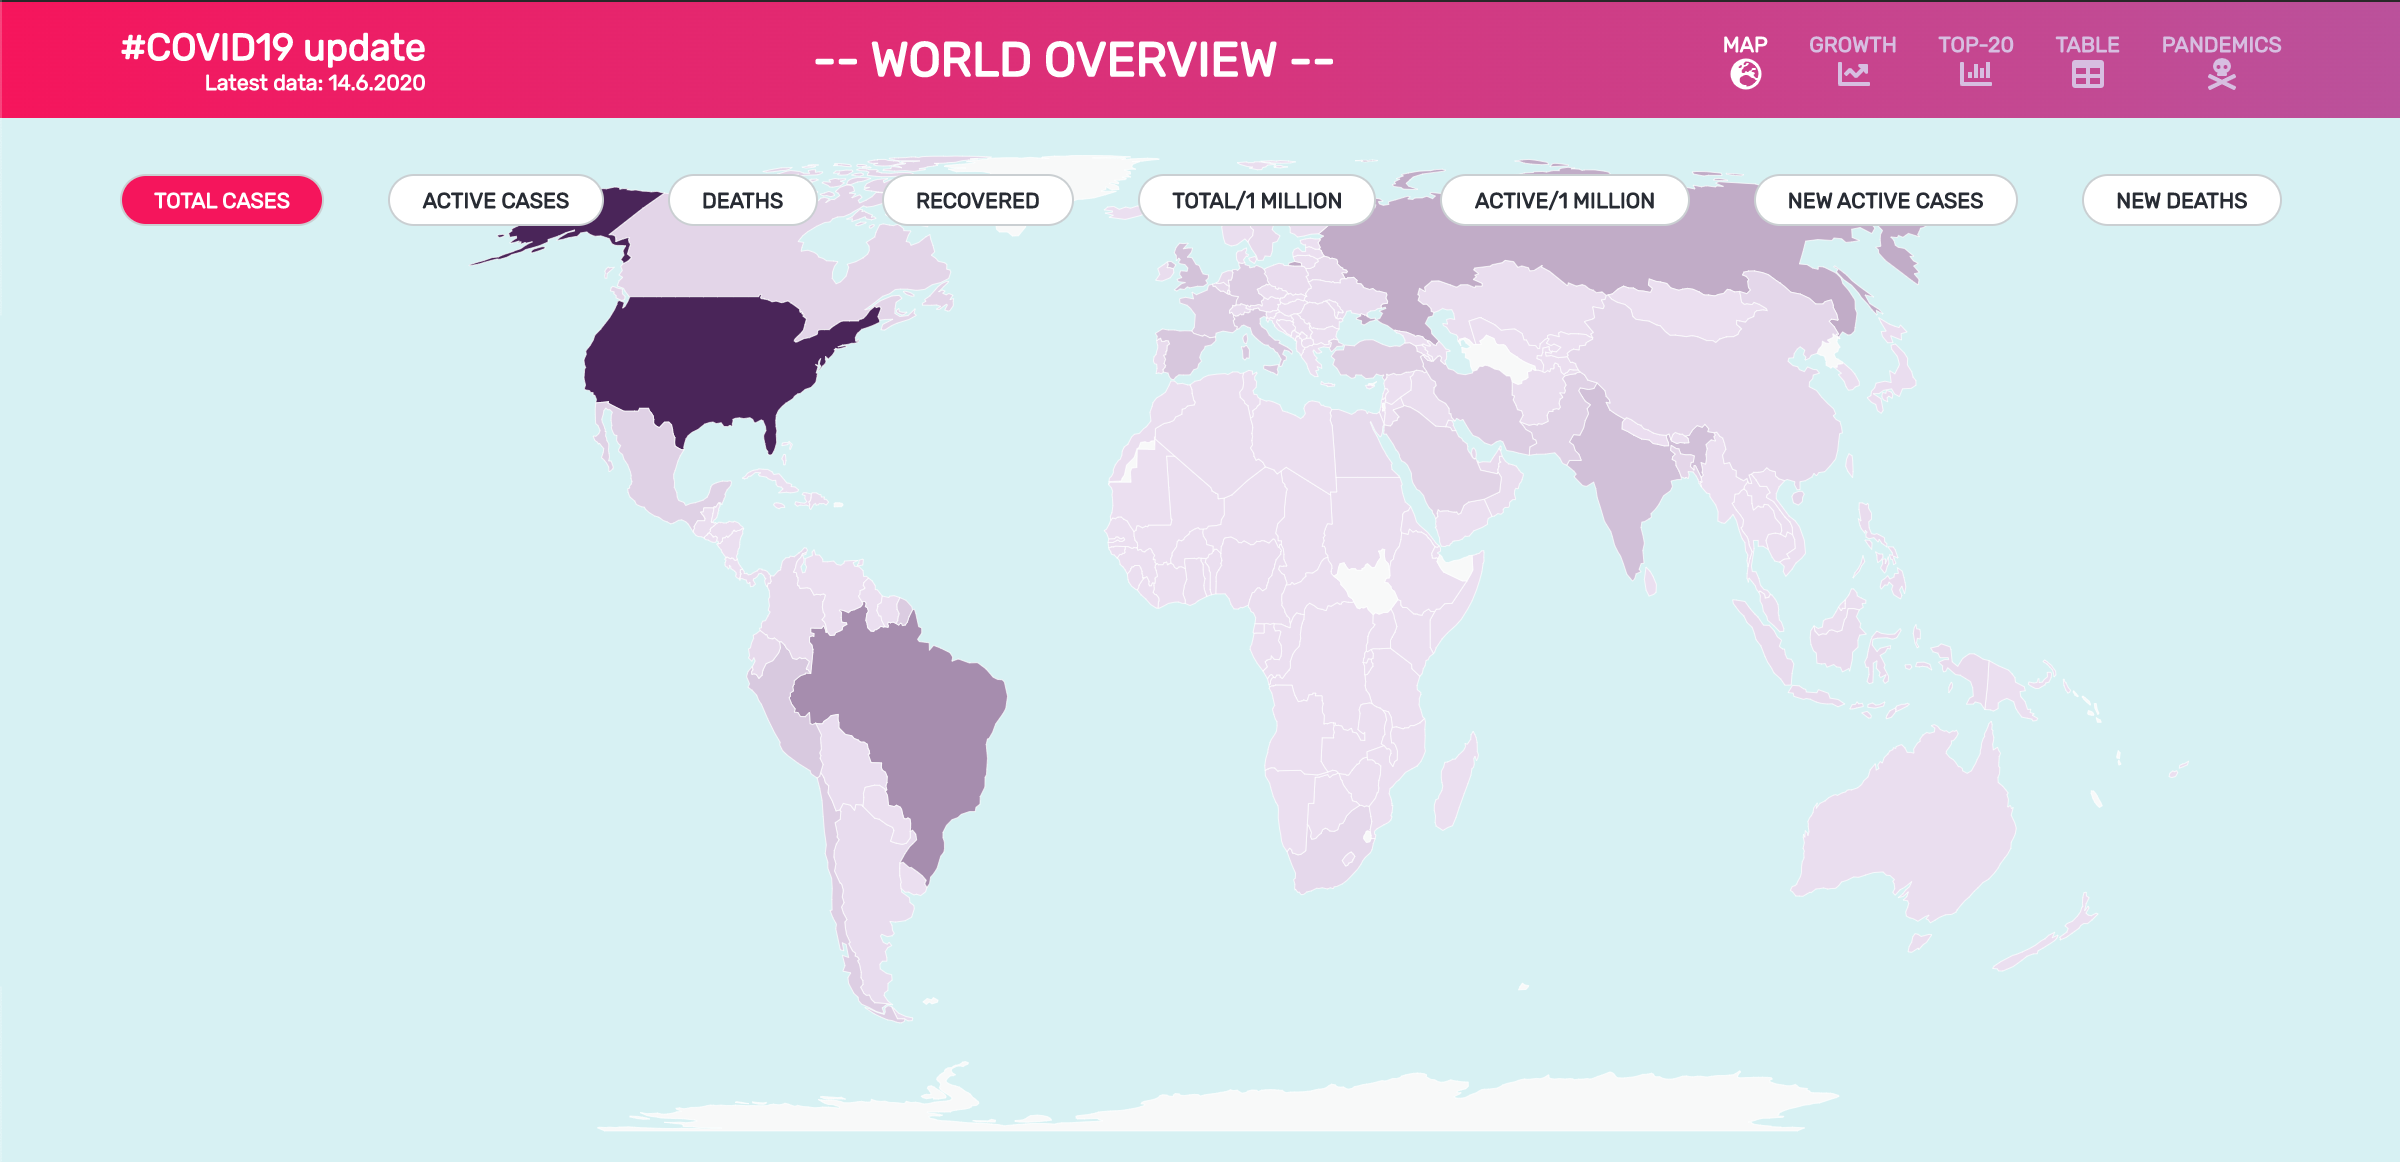 #COVID19 update
Latest data: 14.6.2020
-- WORLD OVERVIEW --
MAP
GROWTH
TOP-20
TABLE
PANDEMICS
TOTAL CASES
ACTIVE CASES
DEATHS
RECOVERED
TOTAL/1 MILLION
ACTIVE/1 MILLION
NEW ACTIVE CASES
NEW DEATHS